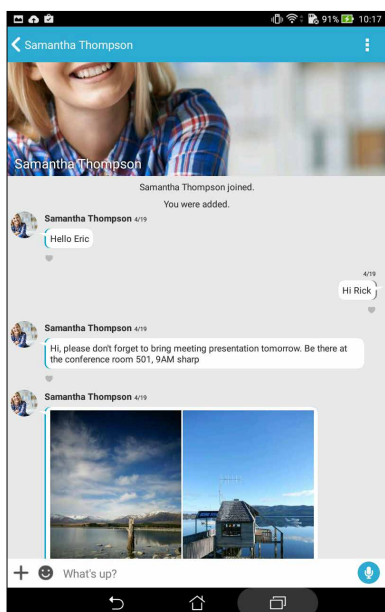 91% 10:17
Samantha Thompson
Samantha Thompson
Samantha Thompson joined.
You were added.
Samantha Thompson 4/19
Hello Eric
4/19
Hi Rick
Samantha Thompson 4/19
Hi, please don't forget to bring meeting presentation tomorrow. Be there at
the conference room 501, 9AM sharp
Samantha Thompson 4/19
What's up?